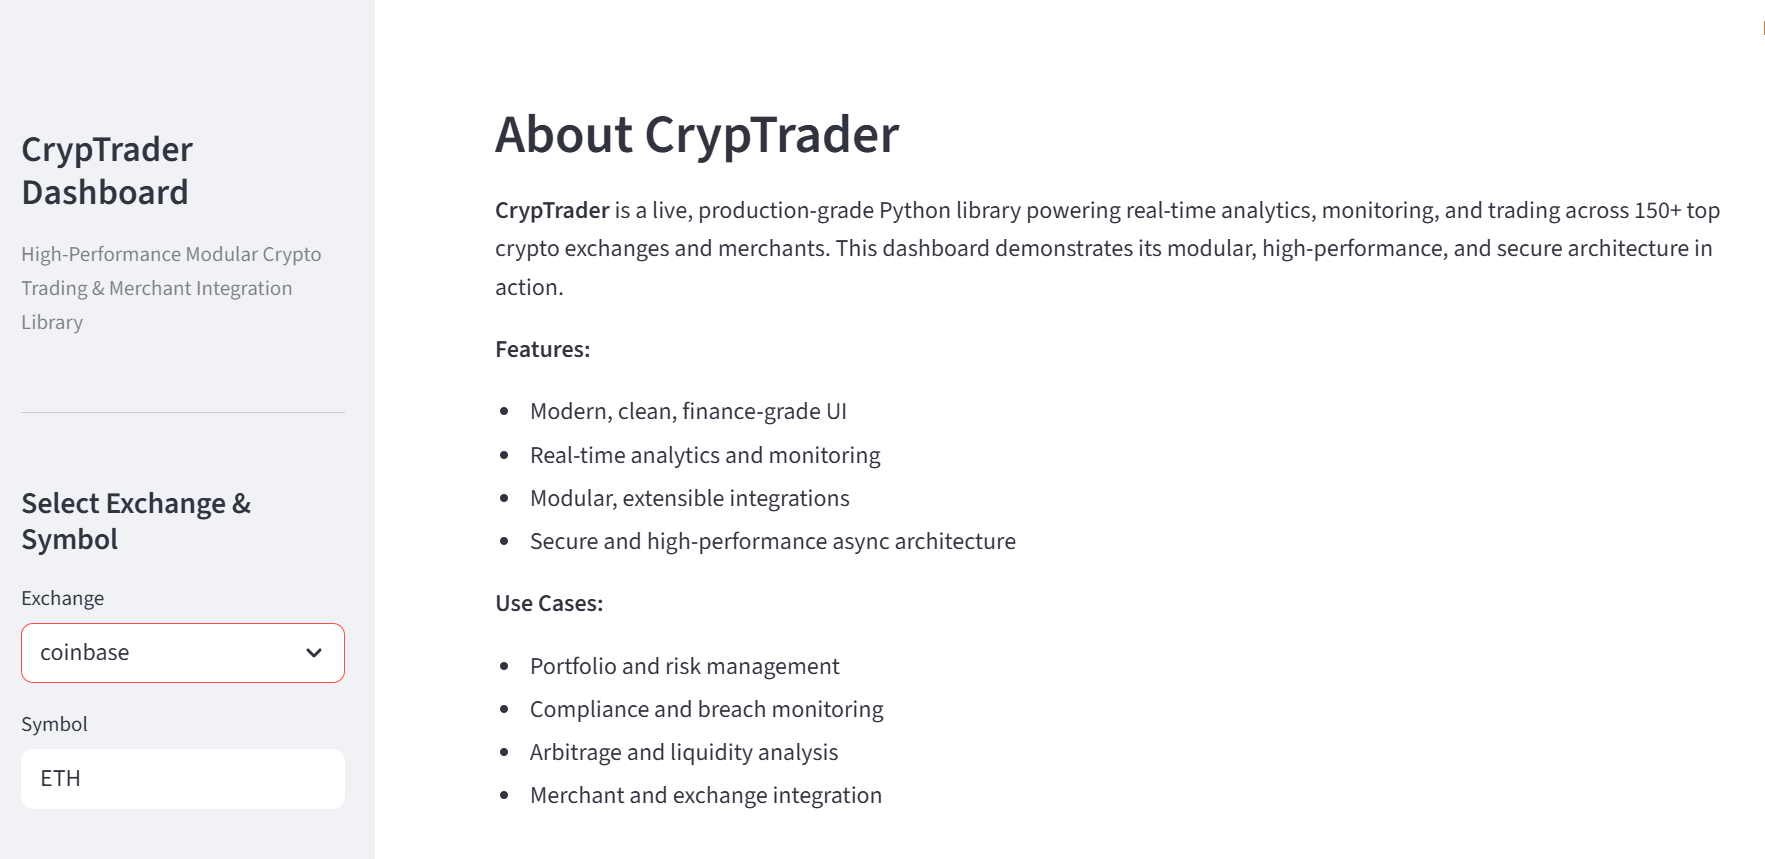 CrypTrader
Dashboard
High-Performance Modular Crypto
Trading & Merchant Integration
Library
Select Exchange &
Symbol
Exchange
coinbase
Symbol
ETH
About CrypTrader
CrypTrader is a live, production-grade Python library powering real-time analytics, monitoring, and trading across 150+ top
crypto exchanges and merchants. This dashboard demonstrates its modular, high-performance, and secure architecture in
action.
Features:
• Modern, clean, finance-grade UI
• Real-time analytics and monitoring
• Modular, extensible integrations
• Secure and high-performance async architecture
Use Cases:
• Portfolio and risk management
• Compliance and breach monitoring
• Arbitrage and liquidity analysis
• Merchant and exchange integration